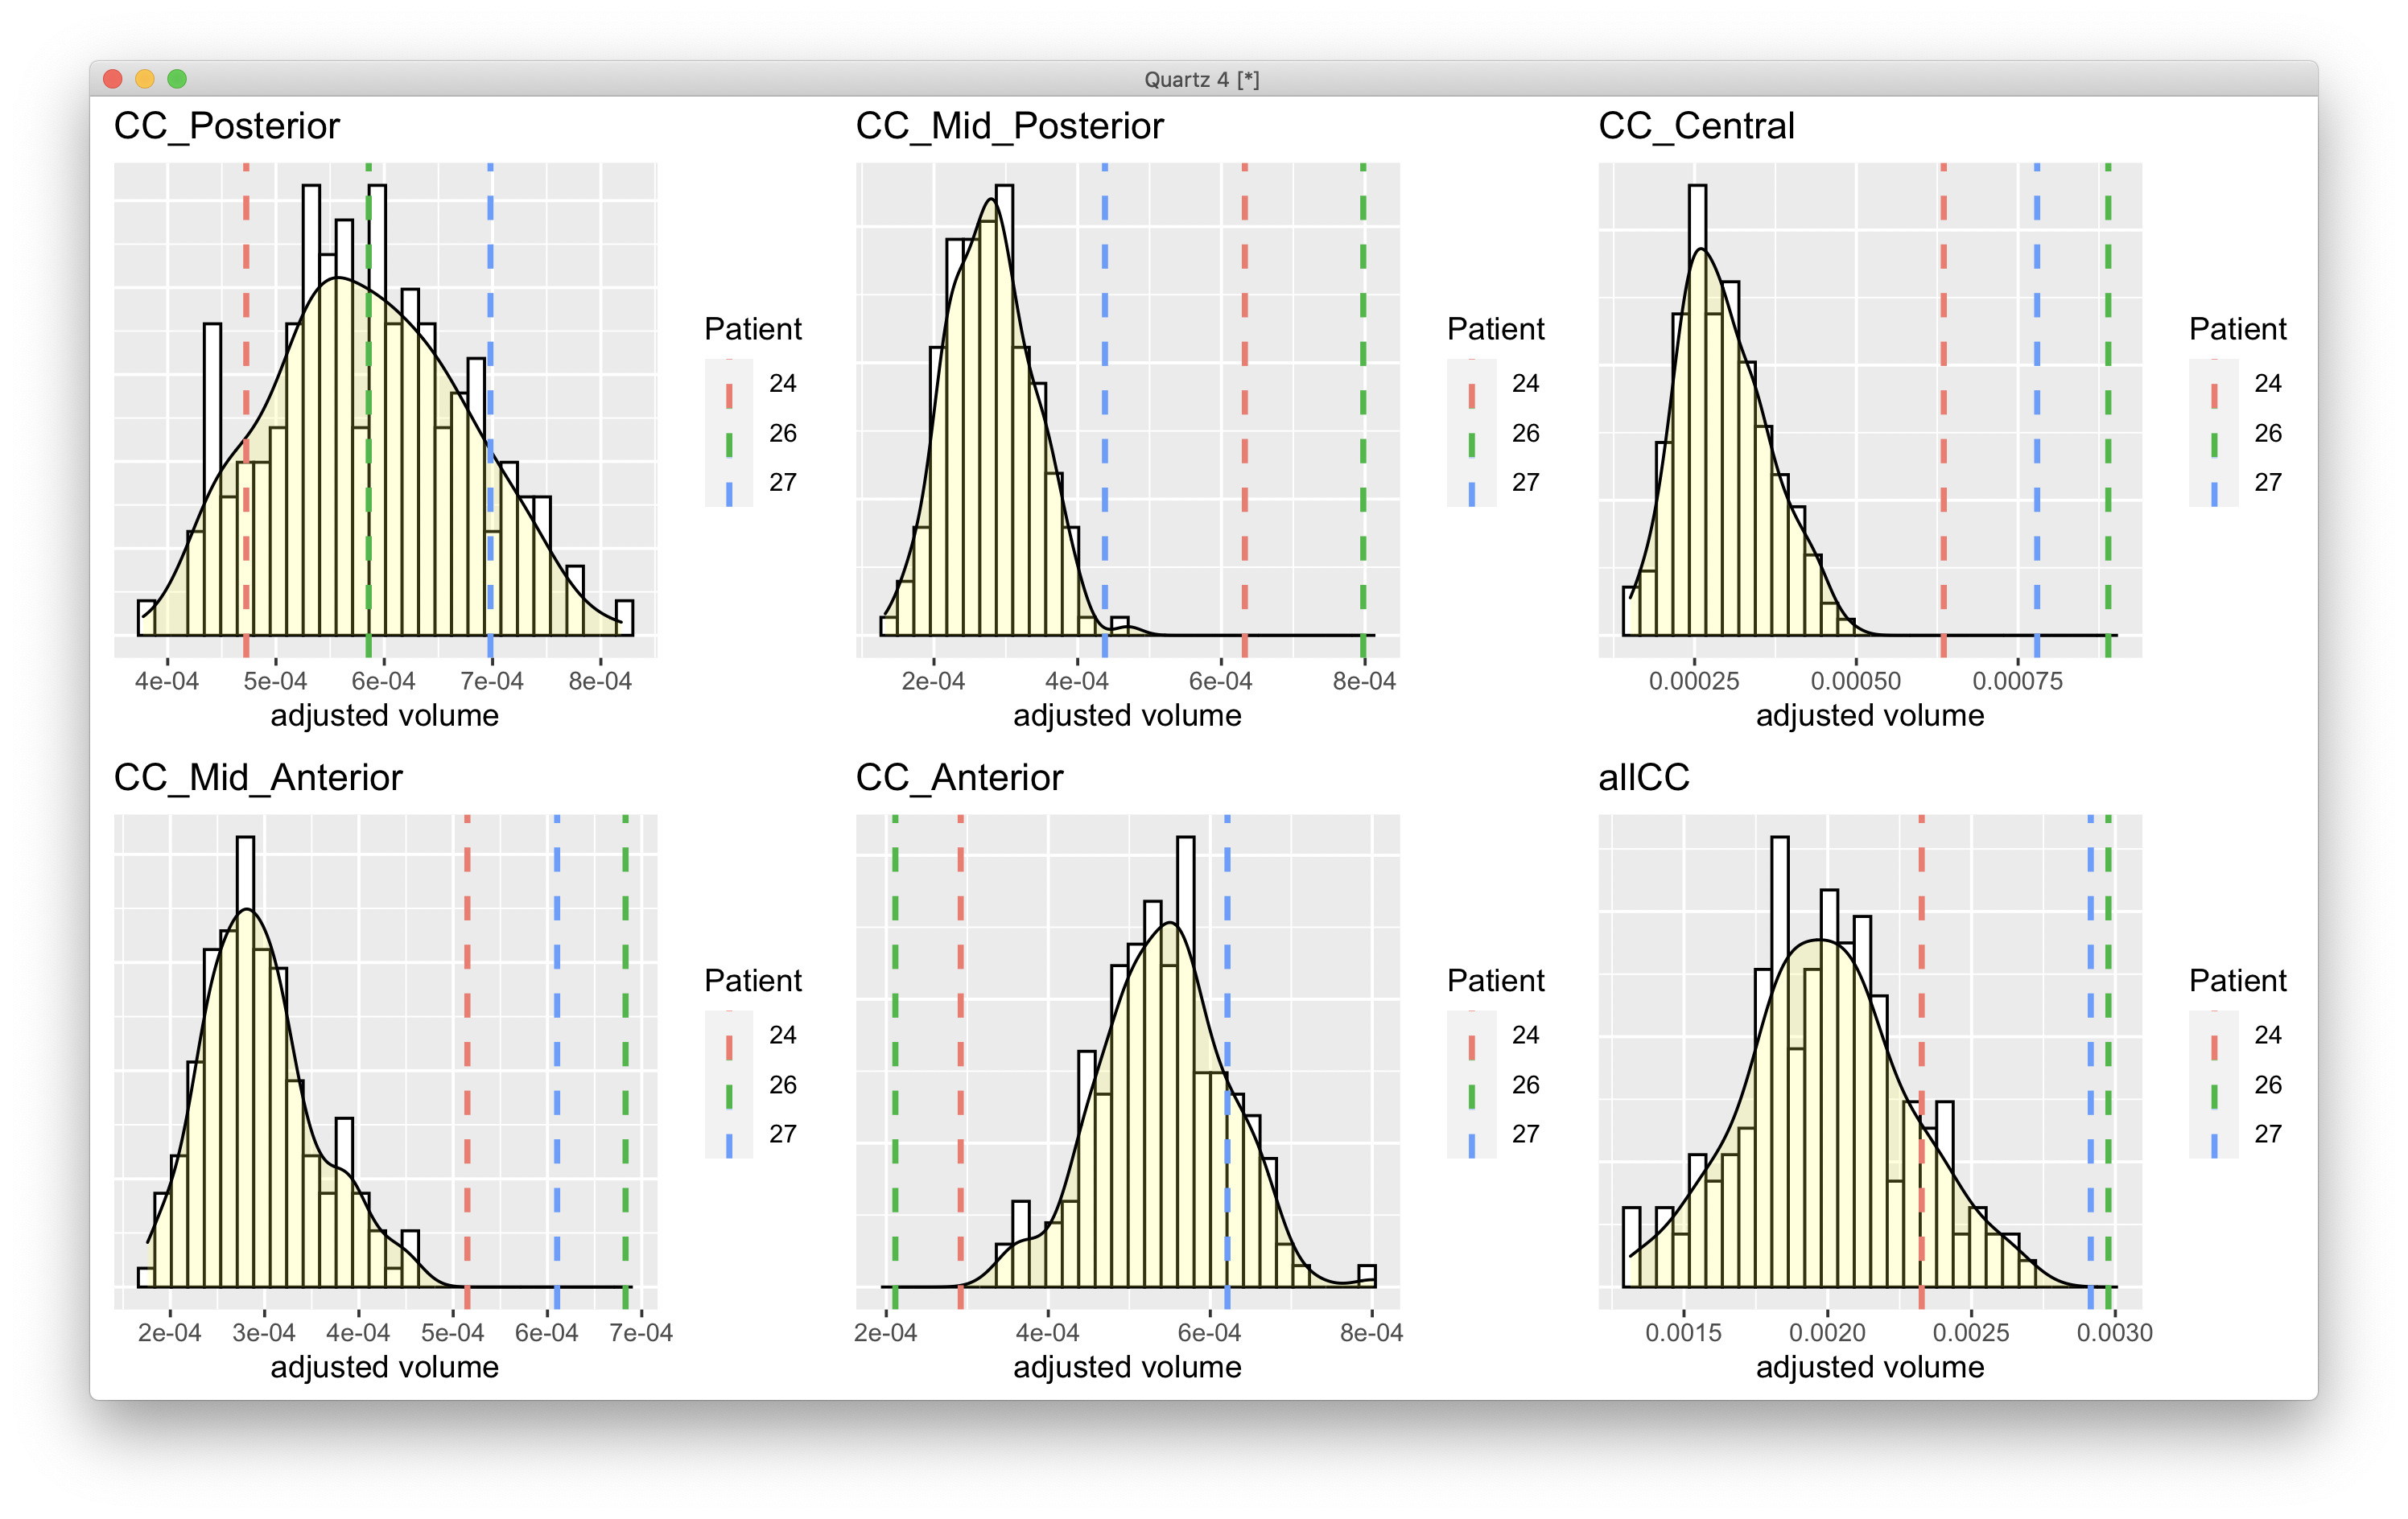 Quartz 4 [*]
CC_Posterior
Patient
24
26
27
4e-04 5e-04 6e-04 7e-04 8e-04
adjusted volume
CC_Mid_Posterior
Patient
24
26
27
2e-04 4e-04 6e-04 8e-04
adjusted volume
CC_Central
Patient
24
26
27
0.00025 0.00050 0.00075
adjusted volume
CC_Mid_Anterior
Patient
24
26
27
2e-04 3e-04 4e-04 5e-04 6e-04 7e-04
adjusted volume
CC_Anterior
Patient
24
26
27
2e-04 4e-04 6e-04 8e-04
adjusted volume
allCC
Patient
24
26
27
0.0015 0.0020 0.0025 0.0030
adjusted volume